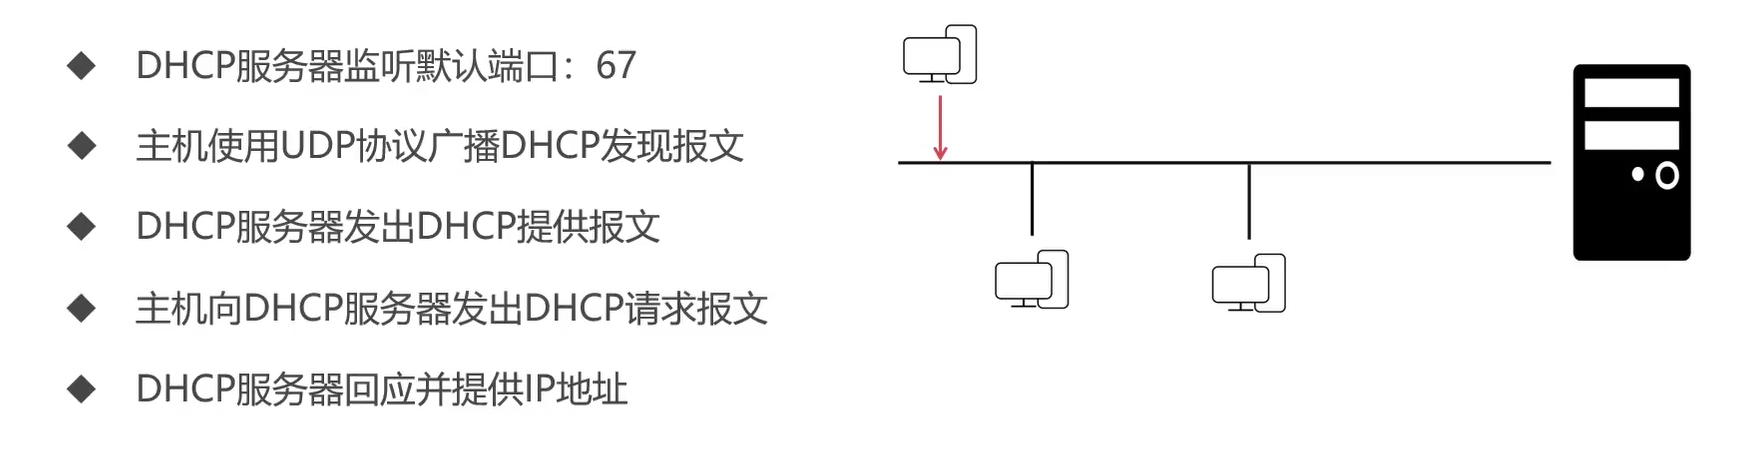 ◆ DHCP服务器监听默认端口：67
◆ 主机使用UDP协议广播DHCP发现报文
◆ DHCP服务器发出DHCP提供报文
◆ 主机向DHCP服务器发出DHCP请求报文
◆ DHCP服务器回应并提供IP地址